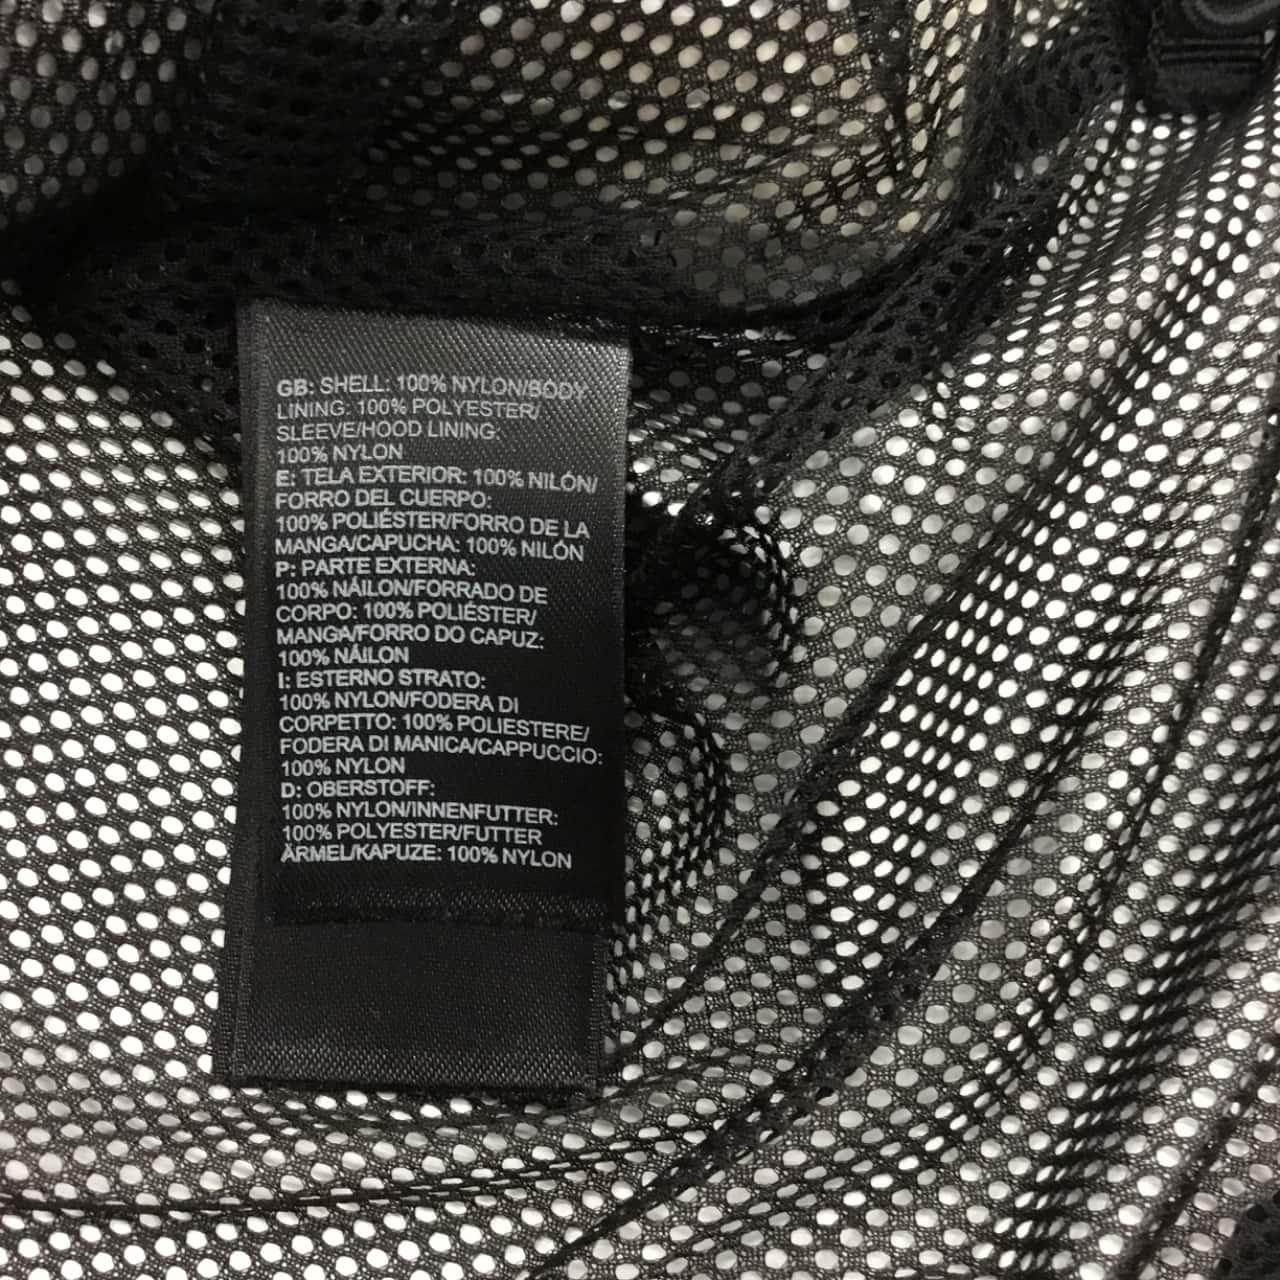 GB: SHELL: 100% NYLON/BODY
LINING: 100% POLYESTER/
SLEEVE/HOOD LINING:
100% NYLON
E: TELA EXTERIOR: 100% NILÓN/
FORRO DEL CUERPO:
100% POLIÉSTER/FORRO DE LA
MANGA/CAPUCHA: 100% NILÓN
P: PARTE EXTERNA:
100% NÁILON/FORRADO DE
CORPO: 100% POLIÉSTER/
MANGA/FORRO DO CAPUZ:
100% NÁILON
I: ESTERNO STRATO:
100% NYLON/FODERA DI
CORPETTO: 100% POLIESTERE/
FODERA DI MANICA/CAPPUCCIO:
100% NYLON
D: OBERSTOFF:
100% NYLON/INNENFUTTER:
100% POLYESTER/FUTTER
ÄRMEL/KAPUZE: 100% NYLON